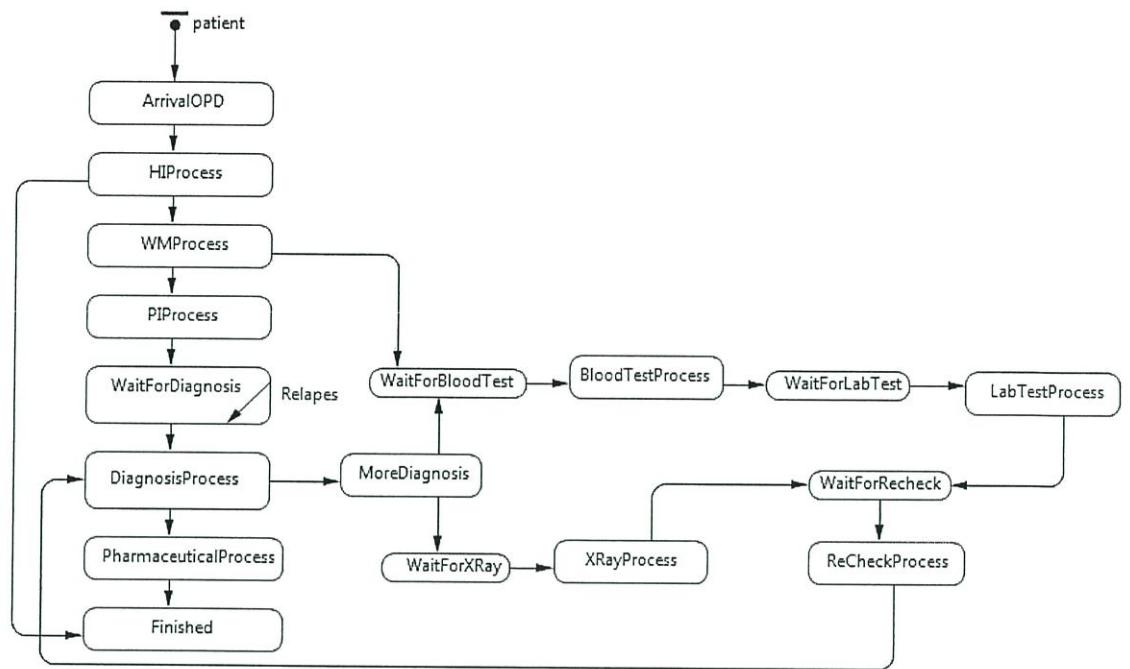 patient
ArrivalOPD
HIProcess
WMProcess
PIProcess
WaitForDiagnosis
Relapes
WaitForBloodTest
BloodTestProcess
WaitForLabTest
LabTestProcess
DiagnosisProcess
MoreDiagnosis
WaitForRecheck
PharmaceuticalProcess
WaitForXRay
XRayProcess
ReCheckProcess
Finished